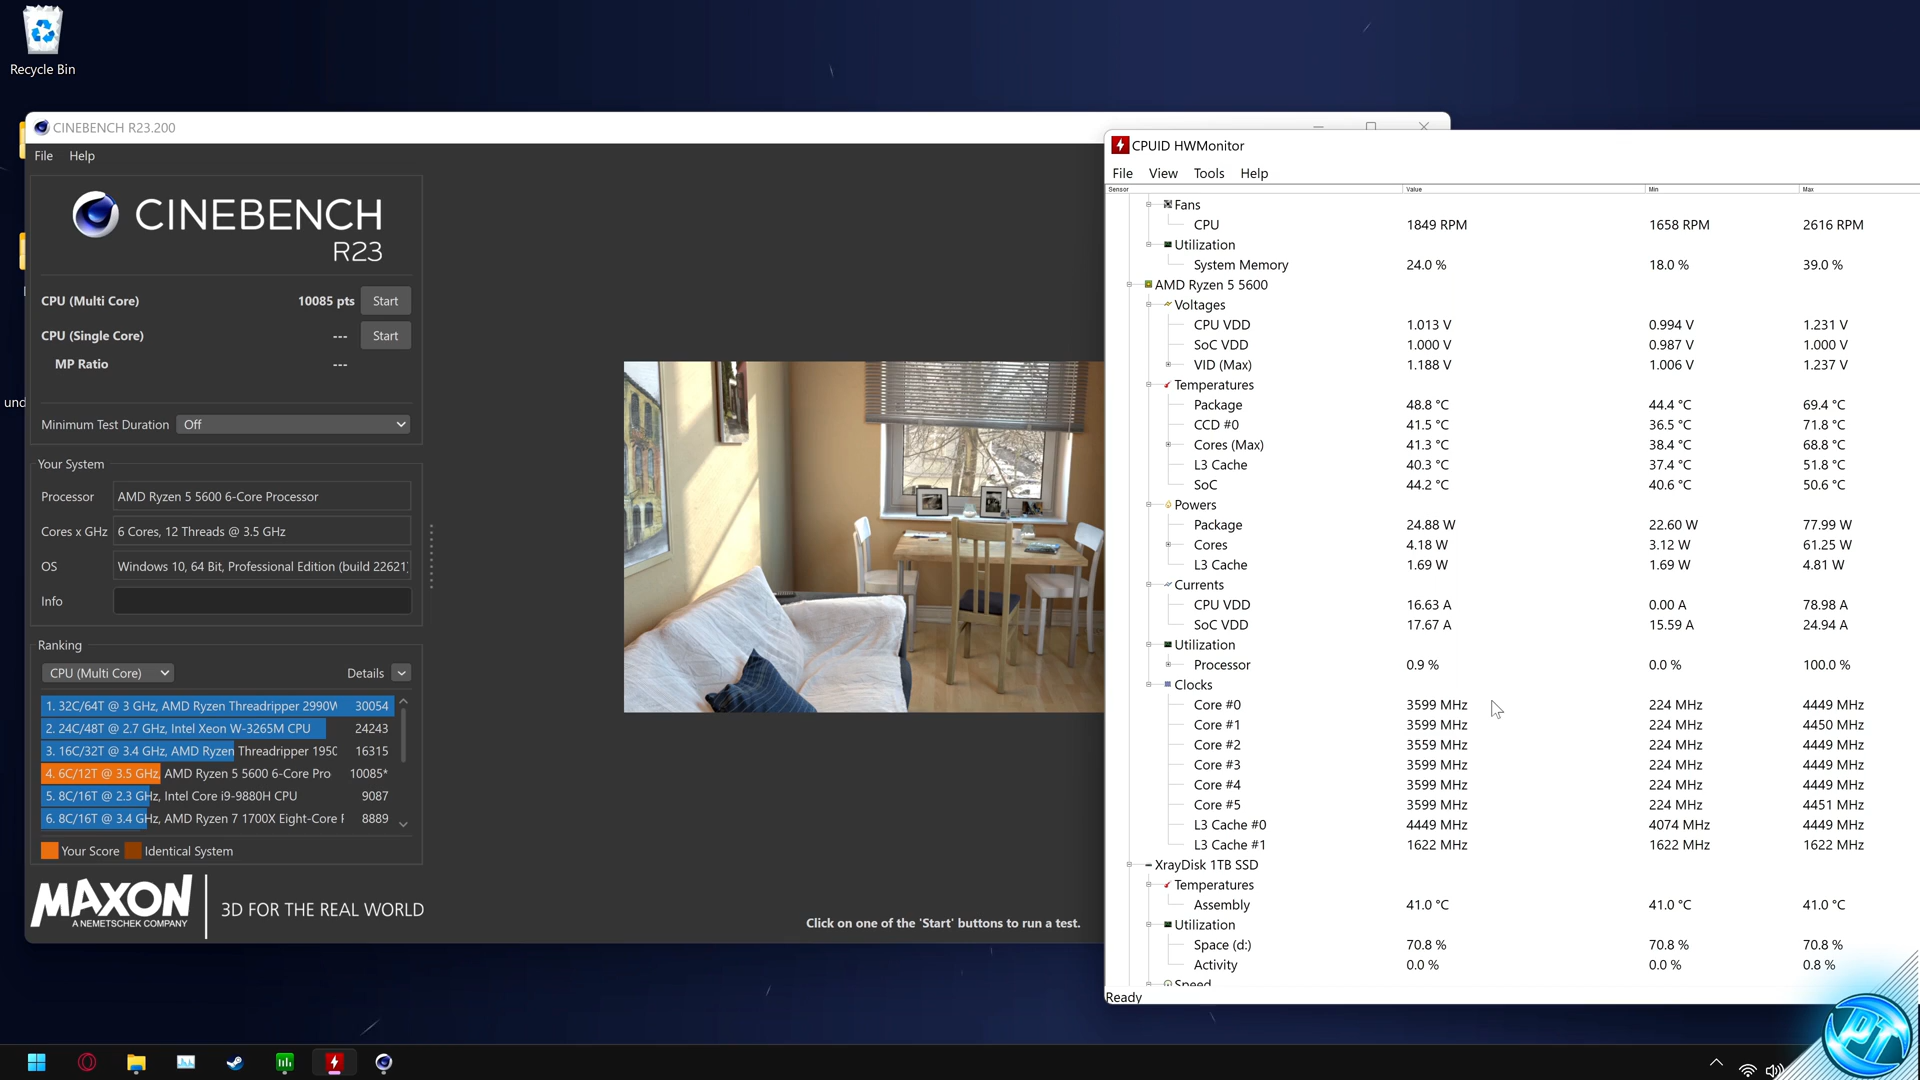 Recycle Bin
CINEBENCH R23.200
File Help
CINEBENCH
R23
CPU (Multi Core) 10085 pts Start
CPU (Single Core) --- Start
MP Ratio ---
Minimum Test Duration Off
Your System
Processor AMD Ryzen 5 5600 6-Core Processor
Cores x GHz 6 Cores, 12 Threads @ 3.5 GHz
OS Windows 10, 64 Bit, Professional Edition (build 22621)
Info
Ranking
CPU (Multi Core) Details
1. 32C/64T @ 3 GHz, AMD Ryzen Threadripper 2990W 30054
2. 24C/48T @ 2.7 GHz, Intel Xeon W-3265M CPU 24243
3. 16C/32T @ 3.4 GHz, AMD Ryzen Threadripper 1950 16315
4. 6C/12T @ 3.5 GHz, AMD Ryzen 5 5600 6-Core Pro 10085*
5. 8C/16T @ 2.3 GHz, Intel Core i9-9880H CPU 9087
6. 8C/16T @ 3.4 GHz, AMD Ryzen 7 1700X Eight-Core 8889
Your Score Identical System
MAXON
A NEMETSCHEK COMPANY
3D FOR THE REAL WORLD
Click on one of the 'Start' buttons to run a test.
und
CPUID HWMonitor
File View Tools Help
Sensor Value Min Max
Fans
CPU 1849 RPM 1658 RPM 2616 RPM
Utilization
System Memory 24.0 % 18.0 % 39.0 %
AMD Ryzen 5 5600
Voltages
CPU VDD 1.013 V 0.994 V 1.231 V
SoC VDD 1.000 V 0.987 V 1.000 V
VID (Max) 1.188 V 1.006 V 1.237 V
Temperatures
Package 48.8 °C 44.4 °C 69.4 °C
CCD #0 41.5 °C 36.5 °C 71.8 °C
Cores (Max) 41.3 °C 38.4 °C 68.8 °C
L3 Cache 40.3 °C 37.4 °C 51.8 °C
SoC 44.2 °C 40.6 °C 50.6 °C
Powers
Package 24.88 W 22.60 W 77.99 W
Cores 4.18 W 3.12 W 61.25 W
L3 Cache 1.69 W 1.69 W 4.81 W
Currents
CPU VDD 16.63 A 0.00 A 78.98 A
SoC VDD 17.67 A 15.59 A 24.94 A
Utilization
Processor 0.9 % 0.0 % 100.0 %
Clocks
Core #0 3599 MHz 224 MHz 4449 MHz
Core #1 3599 MHz 224 MHz 4450 MHz
Core #2 3559 MHz 224 MHz 4449 MHz
Core #3 3599 MHz 224 MHz 4449 MHz
Core #4 3599 MHz 224 MHz 4449 MHz
Core #5 3599 MHz 224 MHz 4451 MHz
L3 Cache #0 4449 MHz 4074 MHz 4449 MHz
L3 Cache #1 1622 MHz 1622 MHz 1622 MHz
XrayDisk 1TB SSD
Temperatures
Assembly 41.0 °C 41.0 °C 41.0 °C
Utilization
Space (d:) 70.8 % 70.8 % 70.8 %
Activity 0.0 % 0.0 % 0.8 %
Speed
Ready